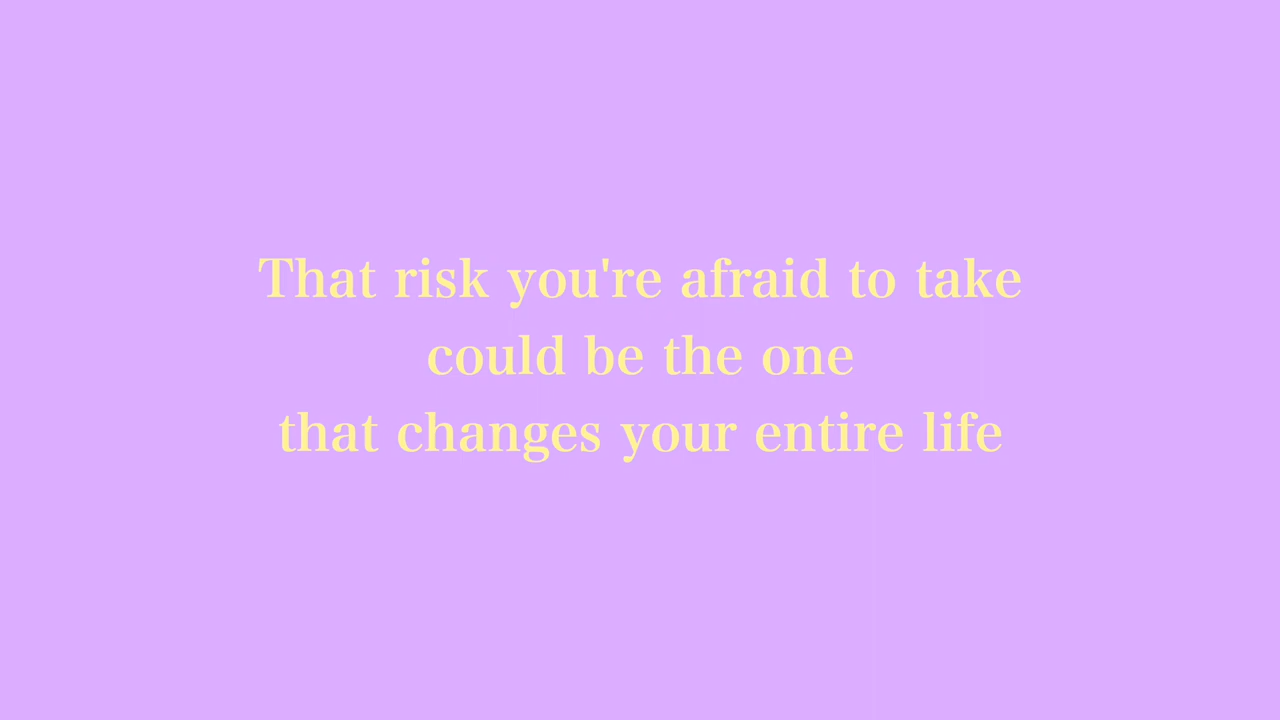 That risk you're afraid to take
could be the one
that changes your entire life